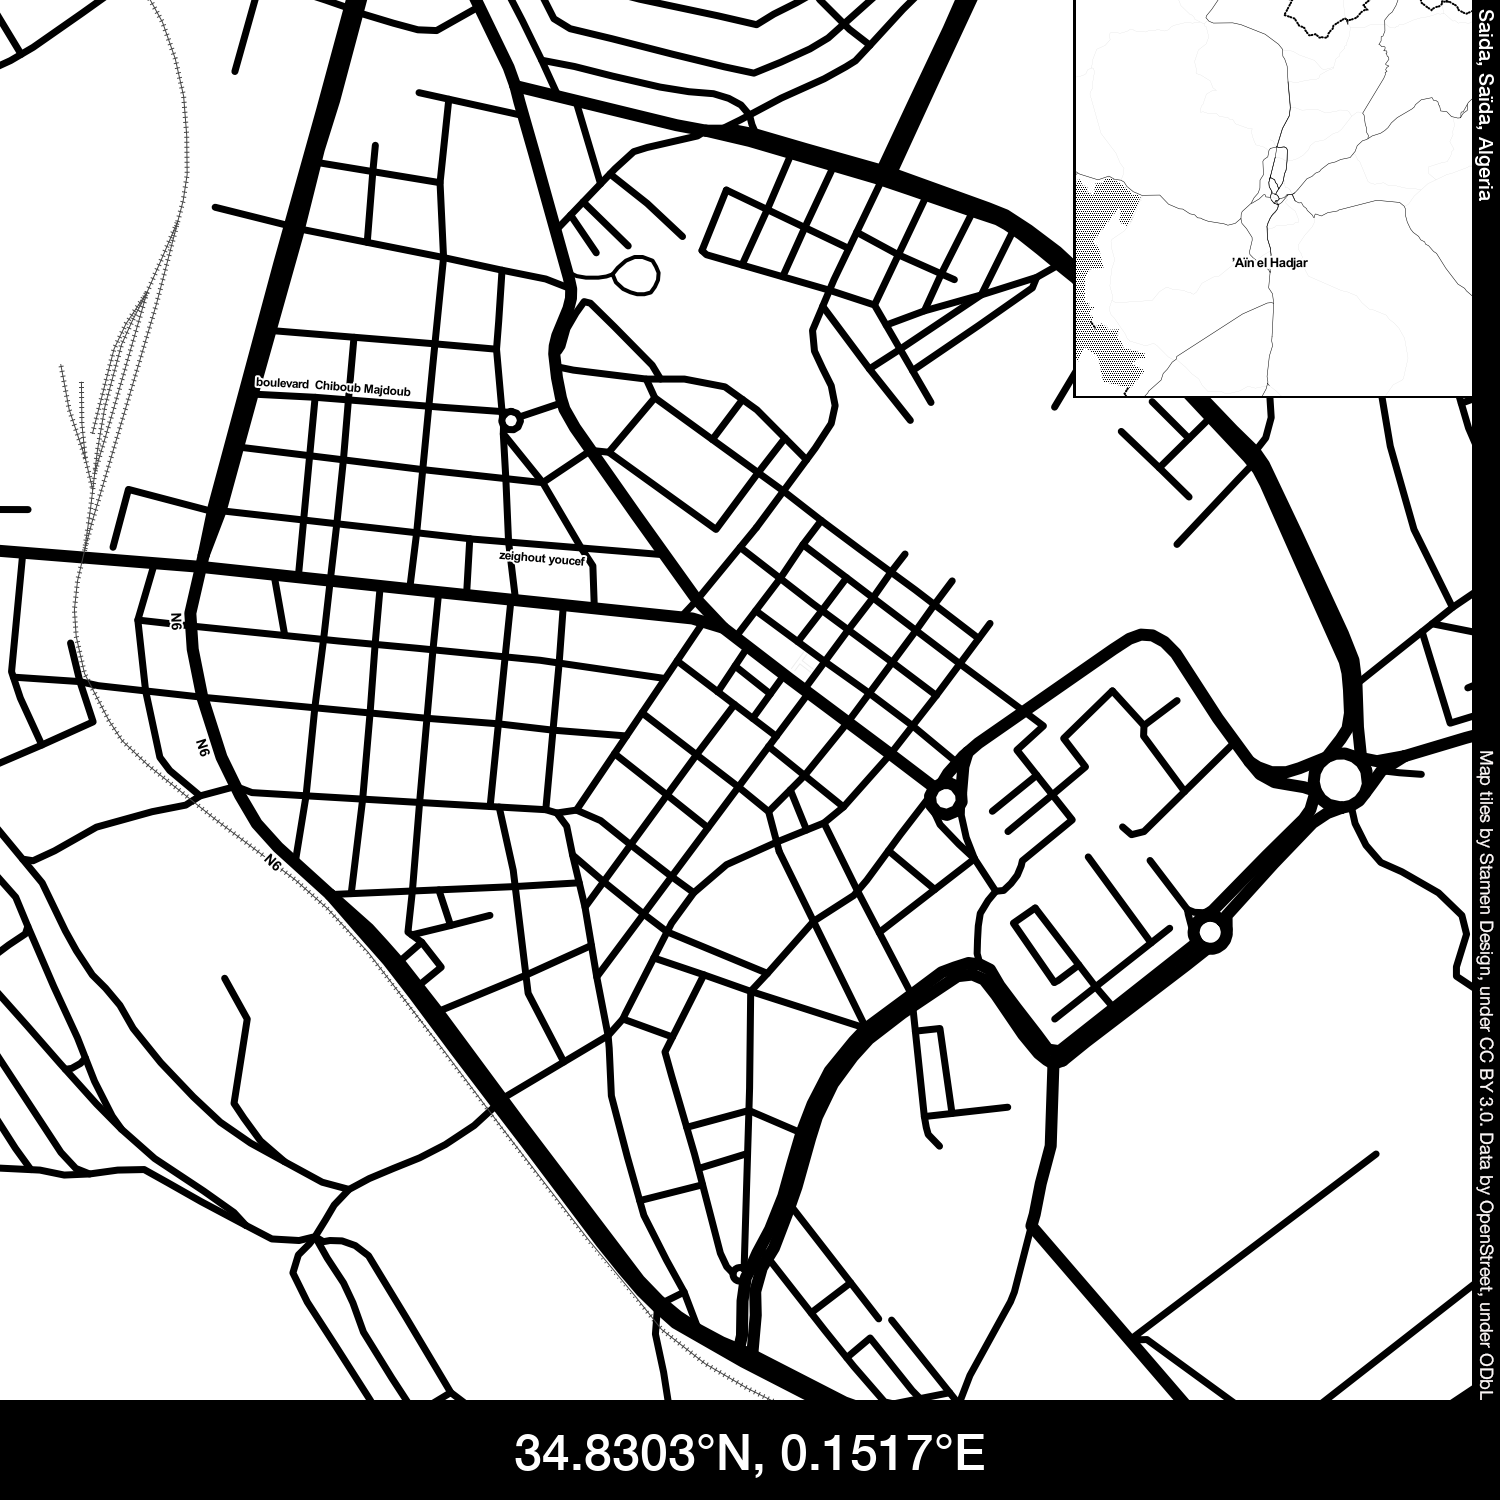 Saida, Saïda, Algeria
'Aïn el Hadjar
boulevard Chiboub Majdoub
zeighout youcef
N6
N6
N6
Map tiles by Stamen Design, under CC BY 3.0. Data by OpenStreet, under ODbL
34.8303°N, 0.1517°E